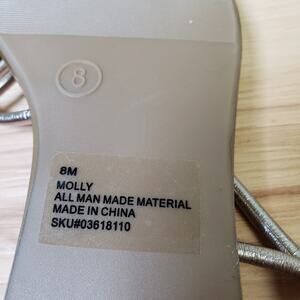 8
8M
MOLLY
ALL MAN MADE MATERIAL
MADE IN CHINA
SKU#03618110